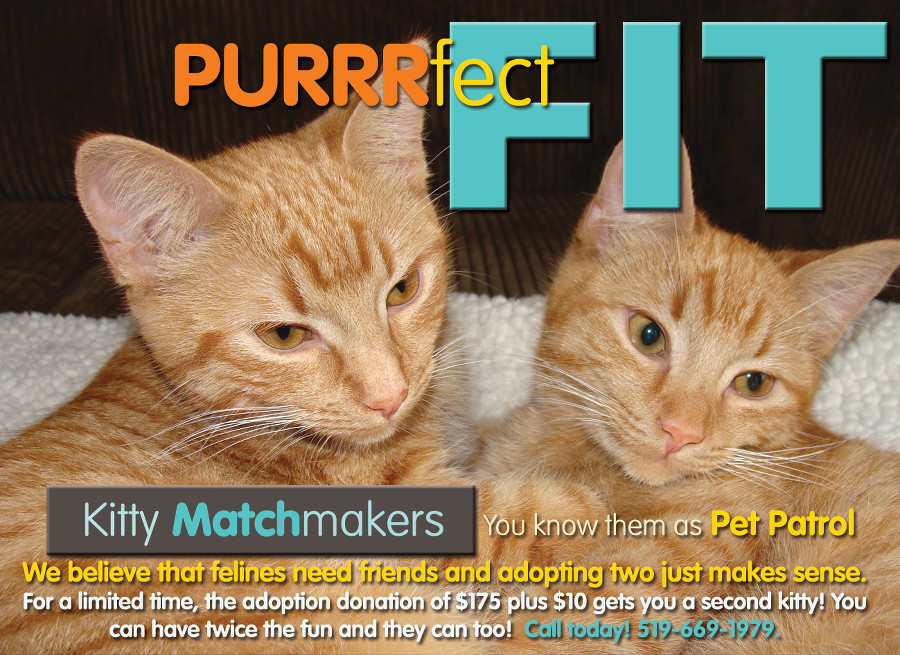 PURRRfect FIT
Kitty Matchmakers
You know them as Pet Patrol
We believe that felines need friends and adopting two just makes sense.
For a limited time, the adoption donation of $175 plus $10 gets you a second kitty! You
can have twice the fun and they can too! Call today! 519-669-1979.